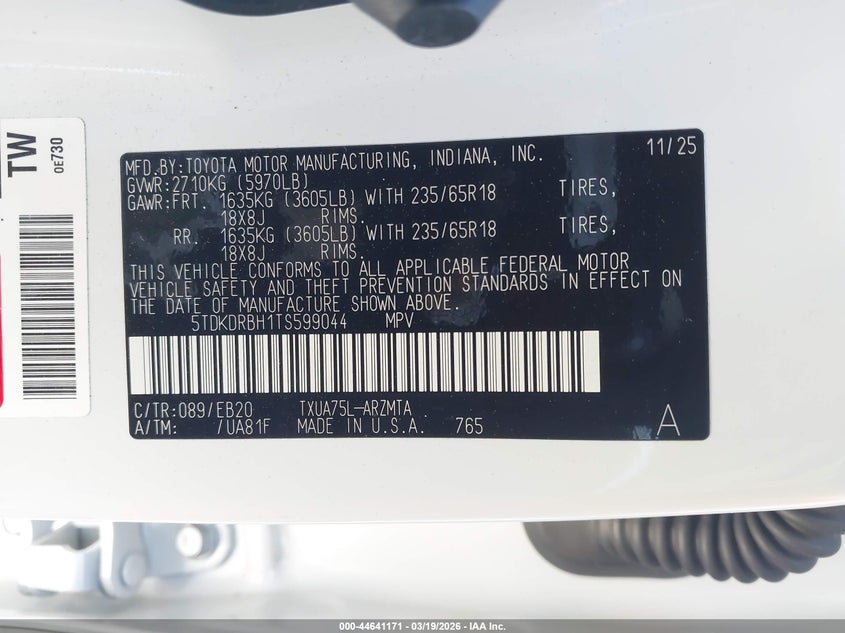 TW
0E730
MFD.BY:TOYOTA MOTOR MANUFACTURING, INDIANA, INC. 11/25
GVWR:2710KG (5970LB)
GAWR:FRT. 1635KG (3605LB) WITH 235/65R18 TIRES,
18X8J RIMS.
RR. 1635KG (3605LB) WITH 235/65R18 TIRES,
18X8J RIMS.
THIS VEHICLE CONFORMS TO ALL APPLICABLE FEDERAL MOTOR
VEHICLE SAFETY AND THEFT PREVENTION STANDARDS IN EFFECT ON
THE DATE OF MANUFACTURE SHOWN ABOVE.
5TDKDRBH1TS599044 MPV
C/TR:089/EB20 TXUA75L-ARZMTA
A/TM: /UA81F MADE IN U.S.A. 765 A
000-44641171 - 03/19/2026 - IAA Inc.